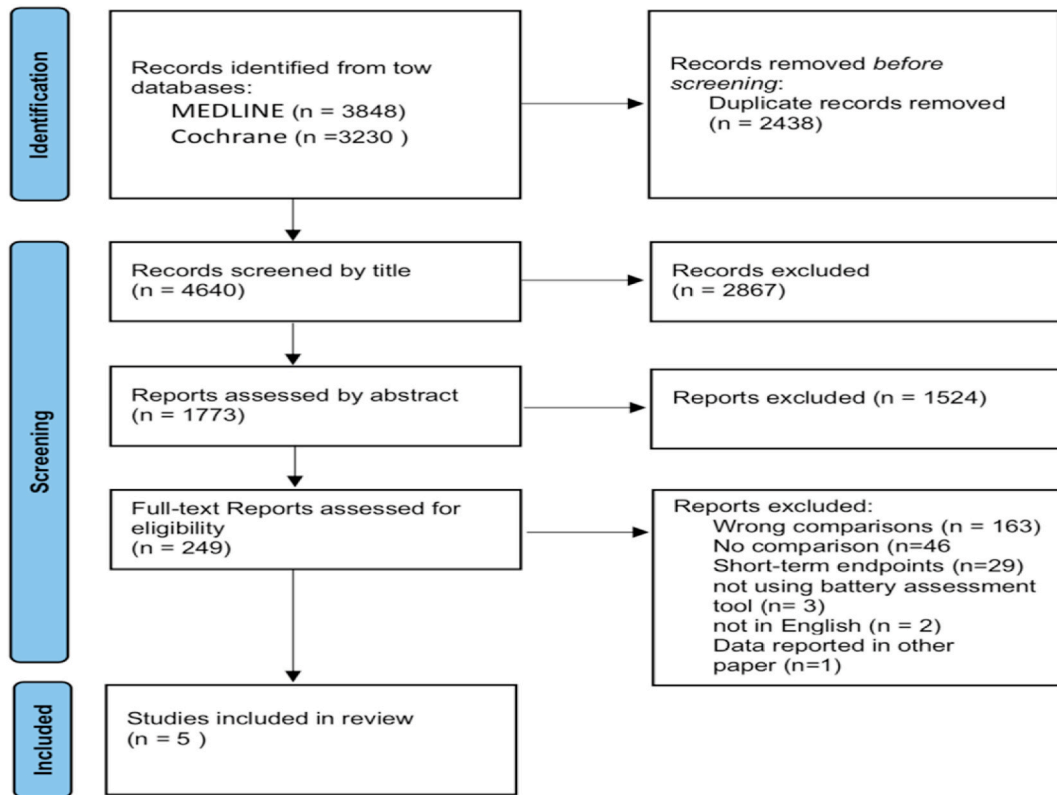 Identification
Records identified from tow
databases:
MEDLINE (n = 3848)
Cochrane (n =3230 )
Records removed before
screening:
Duplicate records removed
(n = 2438)
Screening
Records screened by title
(n = 4640)
Records excluded
(n = 2867)
Reports assessed by abstract
(n = 1773)
Reports excluded (n = 1524)
Full-text Reports assessed for
eligibility
(n = 249)
Reports excluded:
Wrong comparisons (n = 163)
No comparison (n=46
Short-term endpoints (n=29)
not using battery assessment
tool (n= 3)
not in English (n = 2)
Data reported in other
paper (n=1)
Included
Studies included in review
(n = 5 )